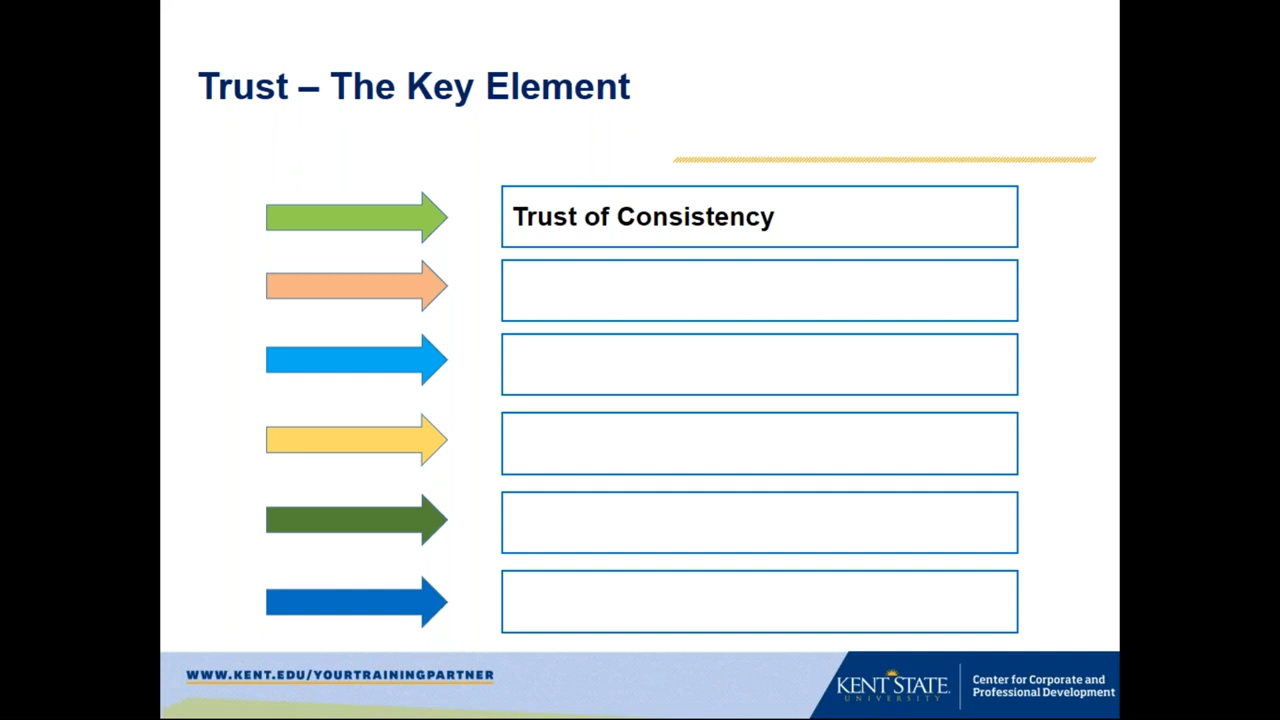 Trust – The Key Element
Trust of Consistency
WWW.KENT.EDU/YOURTRAININGPARTNER
KENT STATE
UNIVERSITY
Center for Corporate and
Professional Development